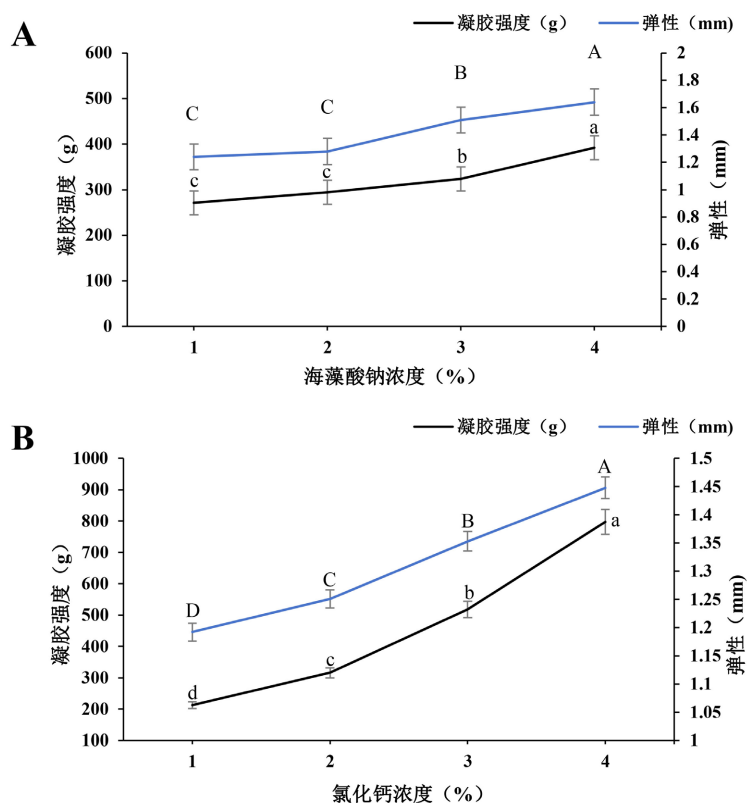 A
凝胶强度（g） 弹性（mm)
600 2
1.8
500 1.6
400 1.4
1.2
300 1
0.8
200 0.6
100 0.4
0.2
0 0
凝胶强度（g）
弹性（mm）
C C B A
c c b a
1 2 3 4
海藻酸钠浓度（%）
B
凝胶强度（g） 弹性（mm)
1000 1.5
900 1.45
800 1.4
700 1.35
600 1.3
500 1.25
400 1.2
300 1.15
200 1.1
1.05
100 1
凝胶强度（g）
弹性（mm）
D C B A
d c b a
1 2 3 4
氯化钙浓度（%）